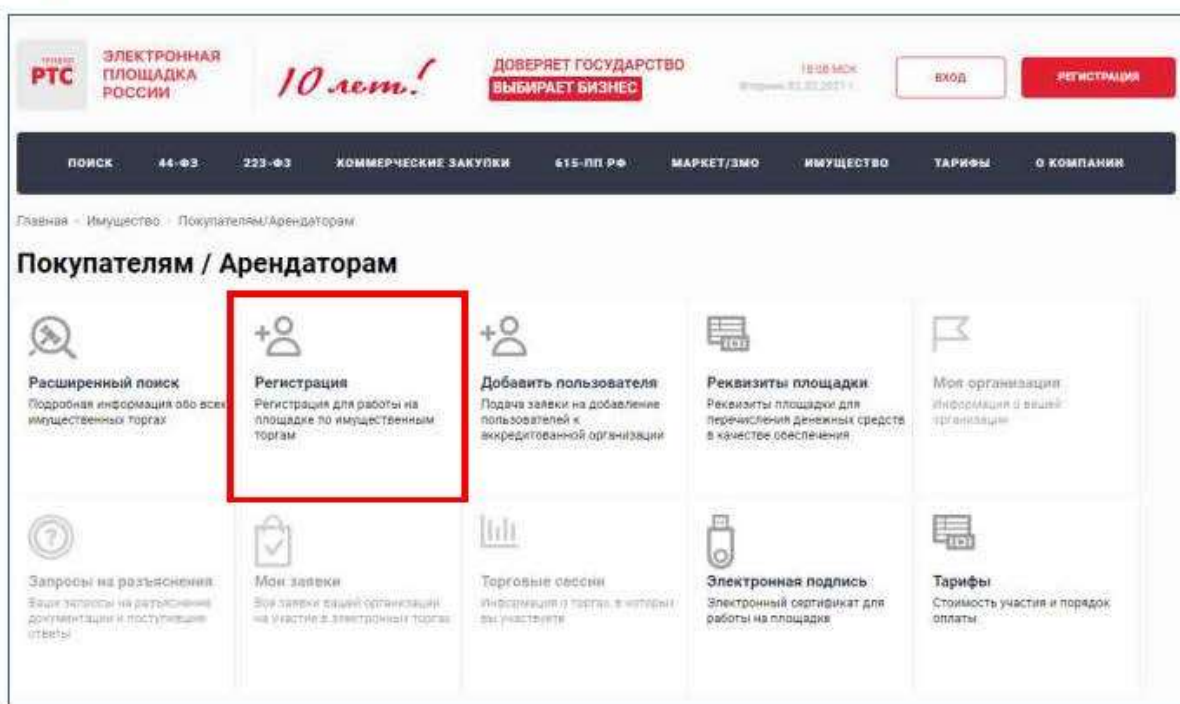 РТС
ЭЛЕКТРОННАЯ
ПЛОЩАДКА
РОССИИ
10 лет!
ДОВЕРЯЕТ ГОСУДАРСТВО
ВЫБИРАЕТ БИЗНЕС
ВХОД
РЕГИСТРАЦИЯ
ПОИСК 44-ФЗ 223-ФЗ КОММЕРЧЕСКИЕ ЗАКУПКИ 615-ПП РФ МАРКЕТ/ЗМО ИМУЩЕСТВО ТАРИФЫ О КОМПАНИИ
Главная - Имущество - Покупателям/Арендаторам
Покупателям / Арендаторам
Расширенный поиск
Подробная информация обо всех
имущественных торгах
Регистрация
Регистрация для работы на
площадке по имущественным
торгам
Добавить пользователя
Подача заявки на добавление
пользователей к
аккредитованной организации
Реквизиты площадки
Реквизиты площадки для
перечисления денежных средств
в качестве обеспечения
Моя организация
Информация о вашей
организации
Запросы на разъяснения
Ваши запросы на разъяснение
документации и поступившие
ответы
Мои заявки
Все заявки вашей организации
на участие в электронных торгах
Торговые сессии
Информация о торгах, в которых
вы участвуете
Электронная подпись
Электронный сертификат для
работы на площадке
Тарифы
Стоимость участия и порядок
оплаты